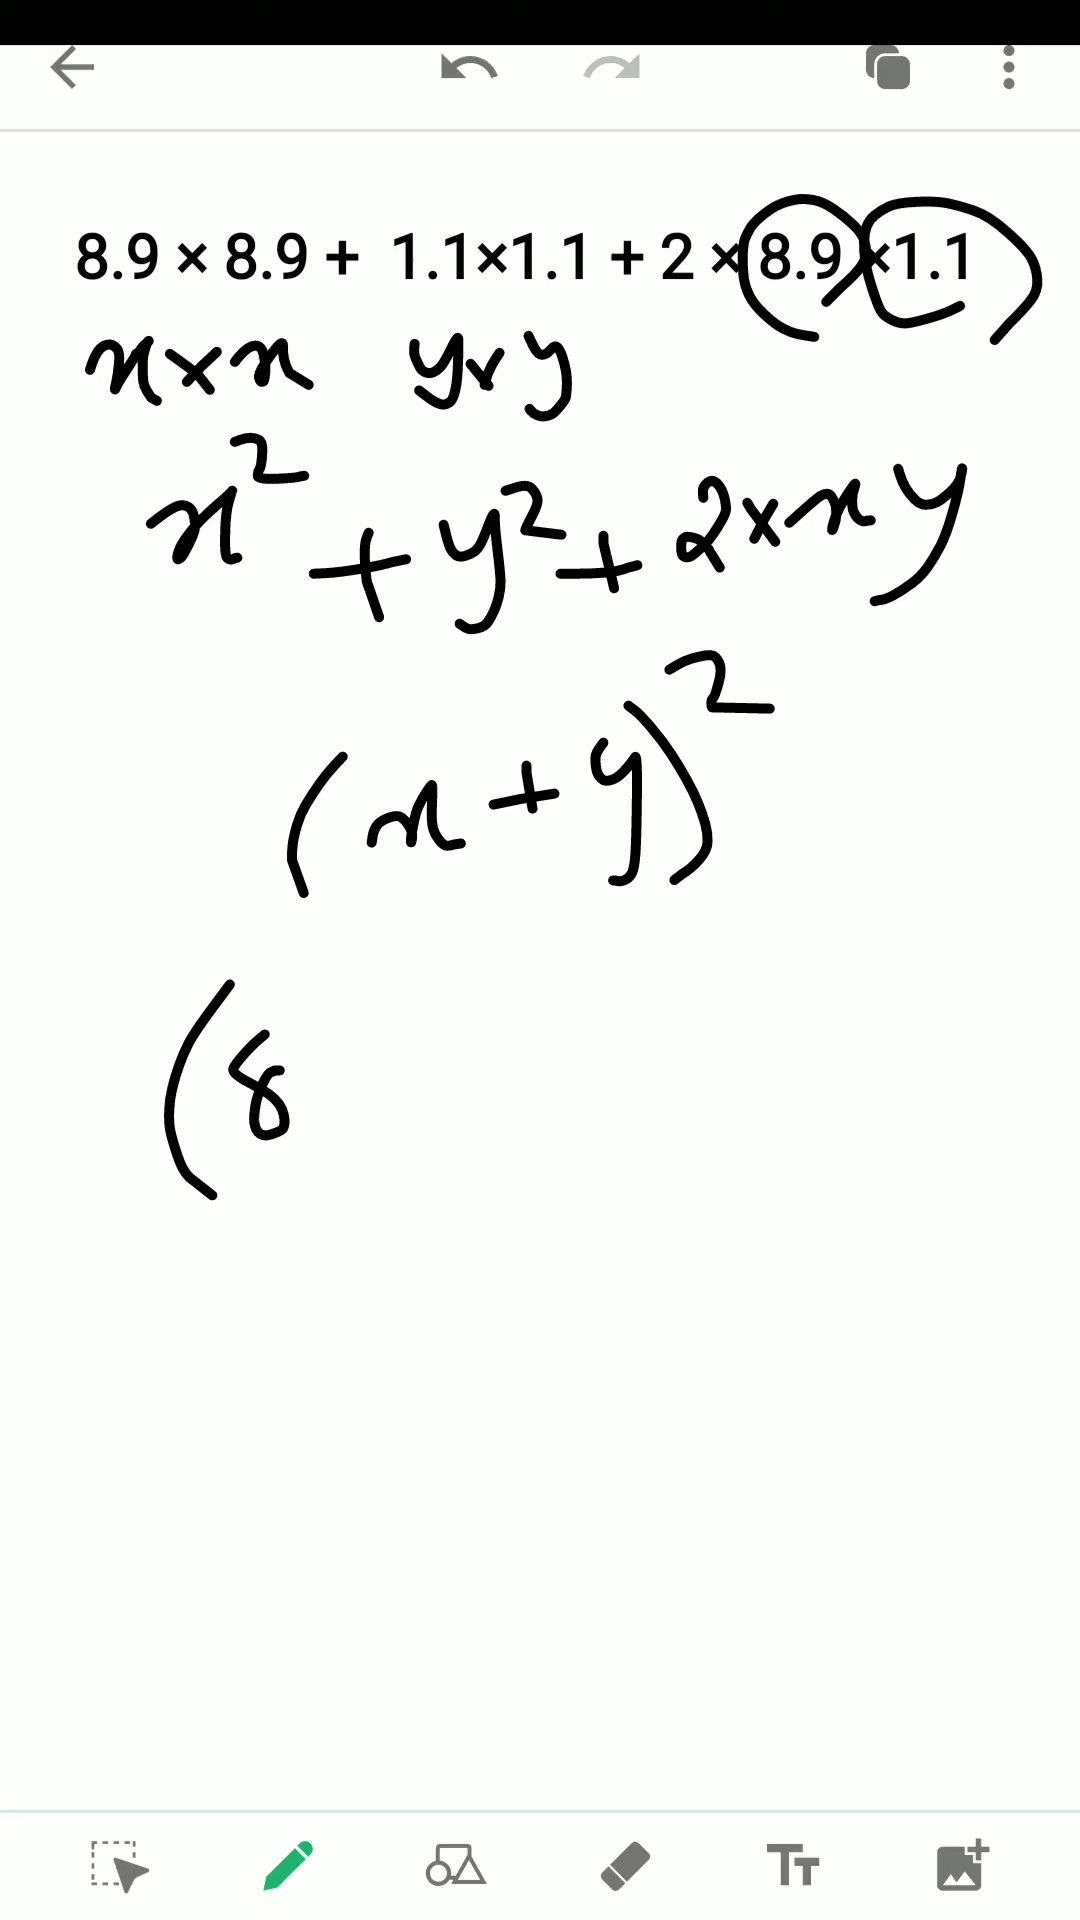 8.9 × 8.9 + 1.1×1.1 + 2 × 8.9 ×1.1
x×x y×y
x² + y² + 2×xy
(x+y)²
(8
TT